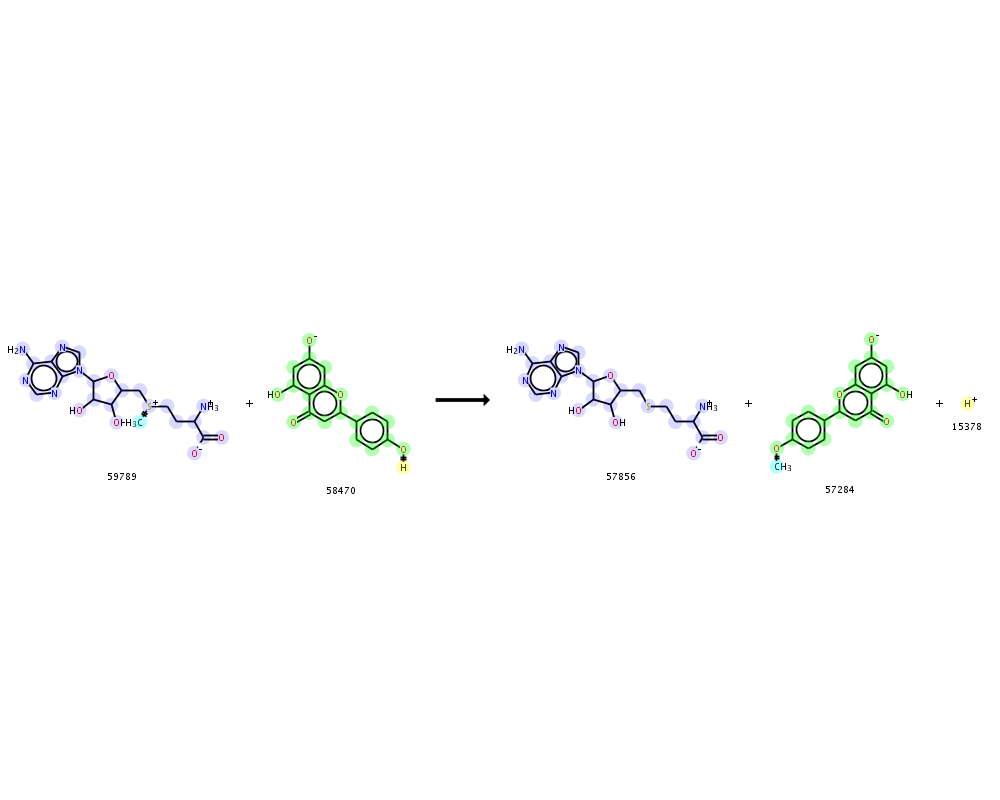 H₂N
N
N
N
N
N
O
HO
OH
S⁺
H₃C
NH₃⁺
O
O⁻
59789
+
O⁻
HO
O
O
O
H
58470
H₂N
N
N
N
N
N
O
HO
OH
S
NH₃⁺
O
O⁻
57856
+
O⁻
O
OH
O
O
CH₃
57284
+
H⁺
15378